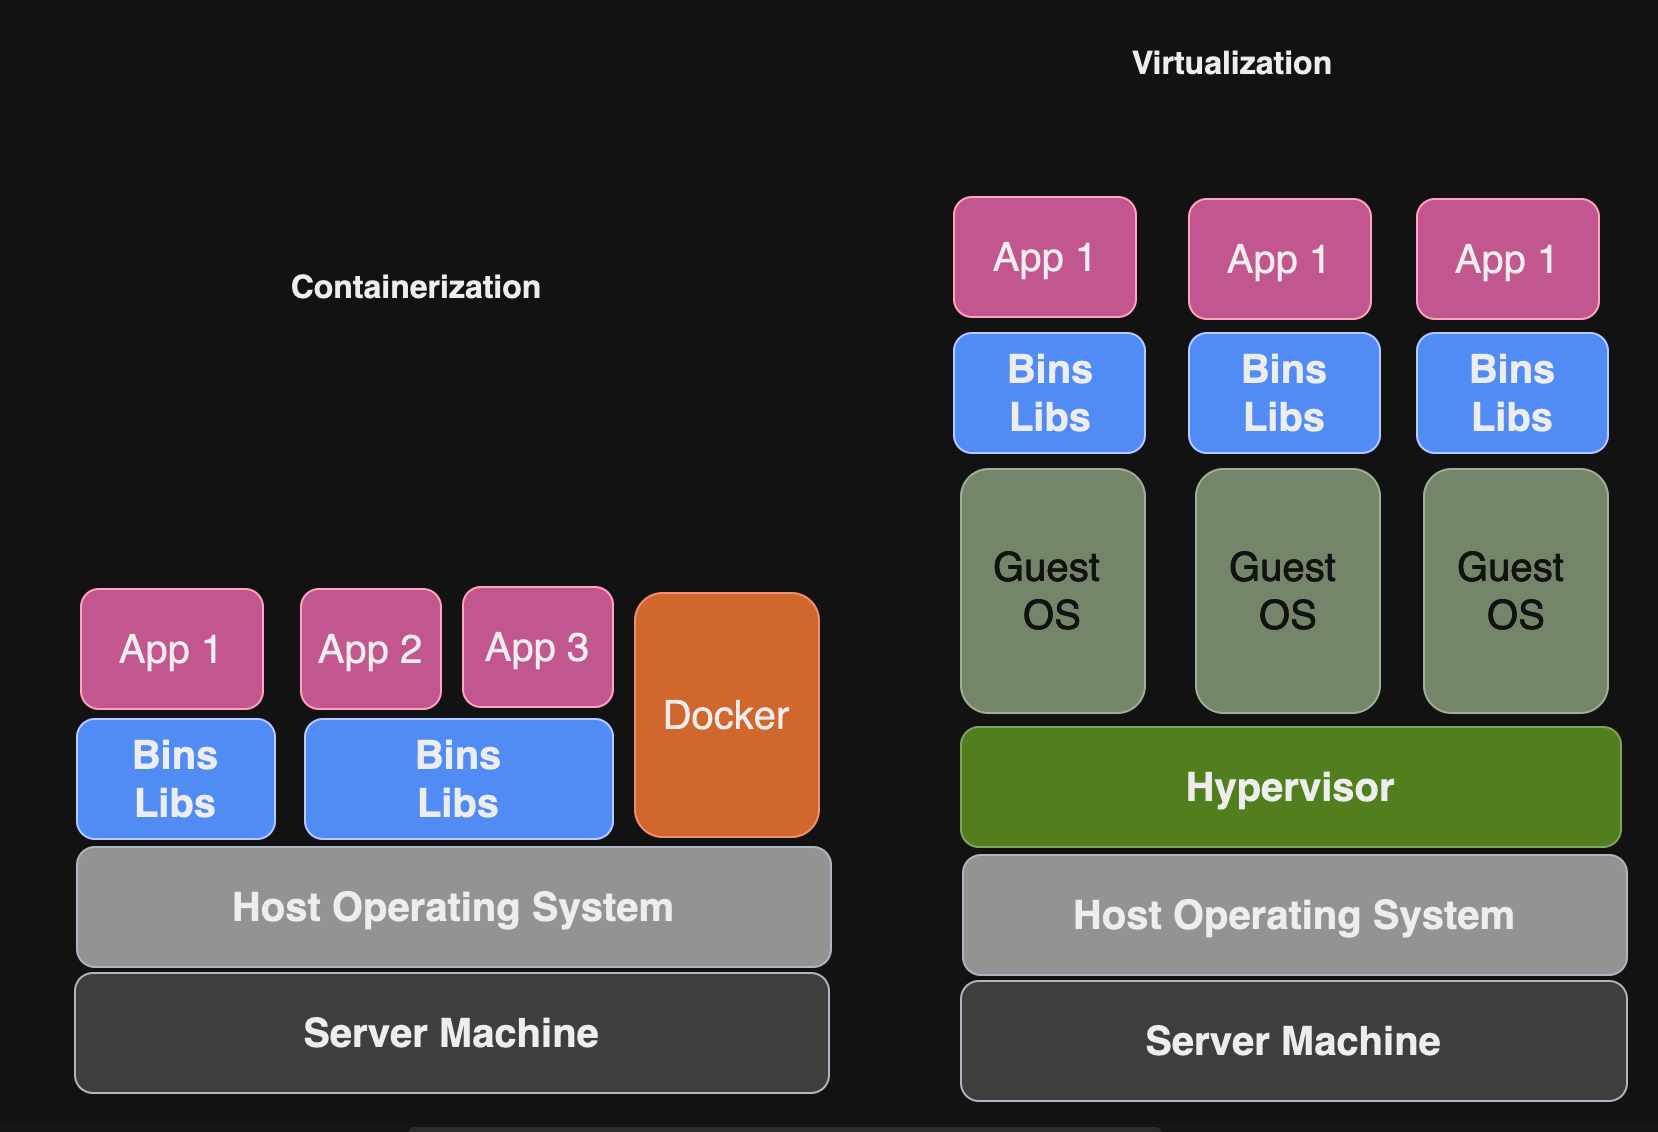 Containerization
App 1
App 2
App 3
Docker
Bins
Libs
Bins
Libs
Host Operating System
Server Machine
Virtualization
App 1
App 1
App 1
Bins
Libs
Bins
Libs
Bins
Libs
Guest
OS
Guest
OS
Guest
OS
Hypervisor
Host Operating System
Server Machine